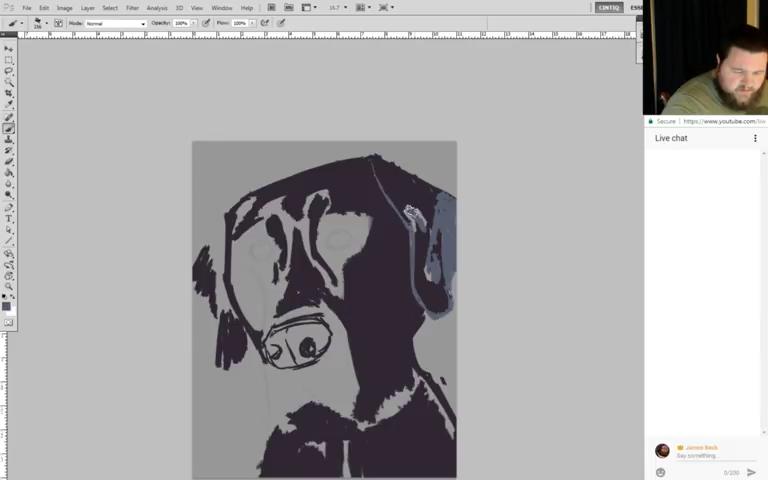 File Edit Image Layer Select Filter Analysis 3D View Window Help
CINTIQ
Mode: Normal Opacity: 100% Flow: 100%
Secure https://www.youtube.com/liv
Live chat
James Beck
Say something...
0/200